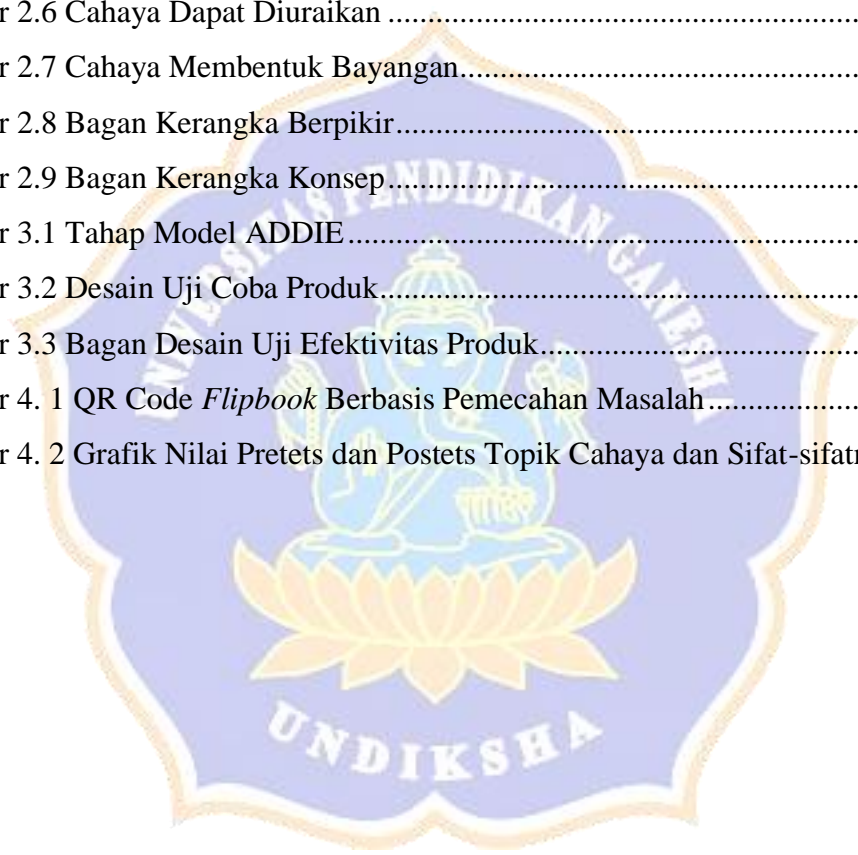 r 2.6 Cahaya Dapat Diuraikan ........................................................
r 2.7 Cahaya Membentuk Bayangan ...............................................
r 2.8 Bagan Kerangka Berpikir .......................................................
r 2.9 Bagan Kerangka Konsep ........................................................
r 3.1 Tahap Model ADDIE .............................................................
r 3.2 Desain Uji Coba Produk .........................................................
r 3.3 Bagan Desain Uji Efektivitas Produk .....................................
r 4. 1 QR Code Flipbook Berbasis Pemecahan Masalah ..................
r 4. 2 Grafik Nilai Pretets dan Postets Topik Cahaya dan Sifat-sifatn
UNIVERSITAS PENDIDIKAN GANESHA
UNDIKSHA